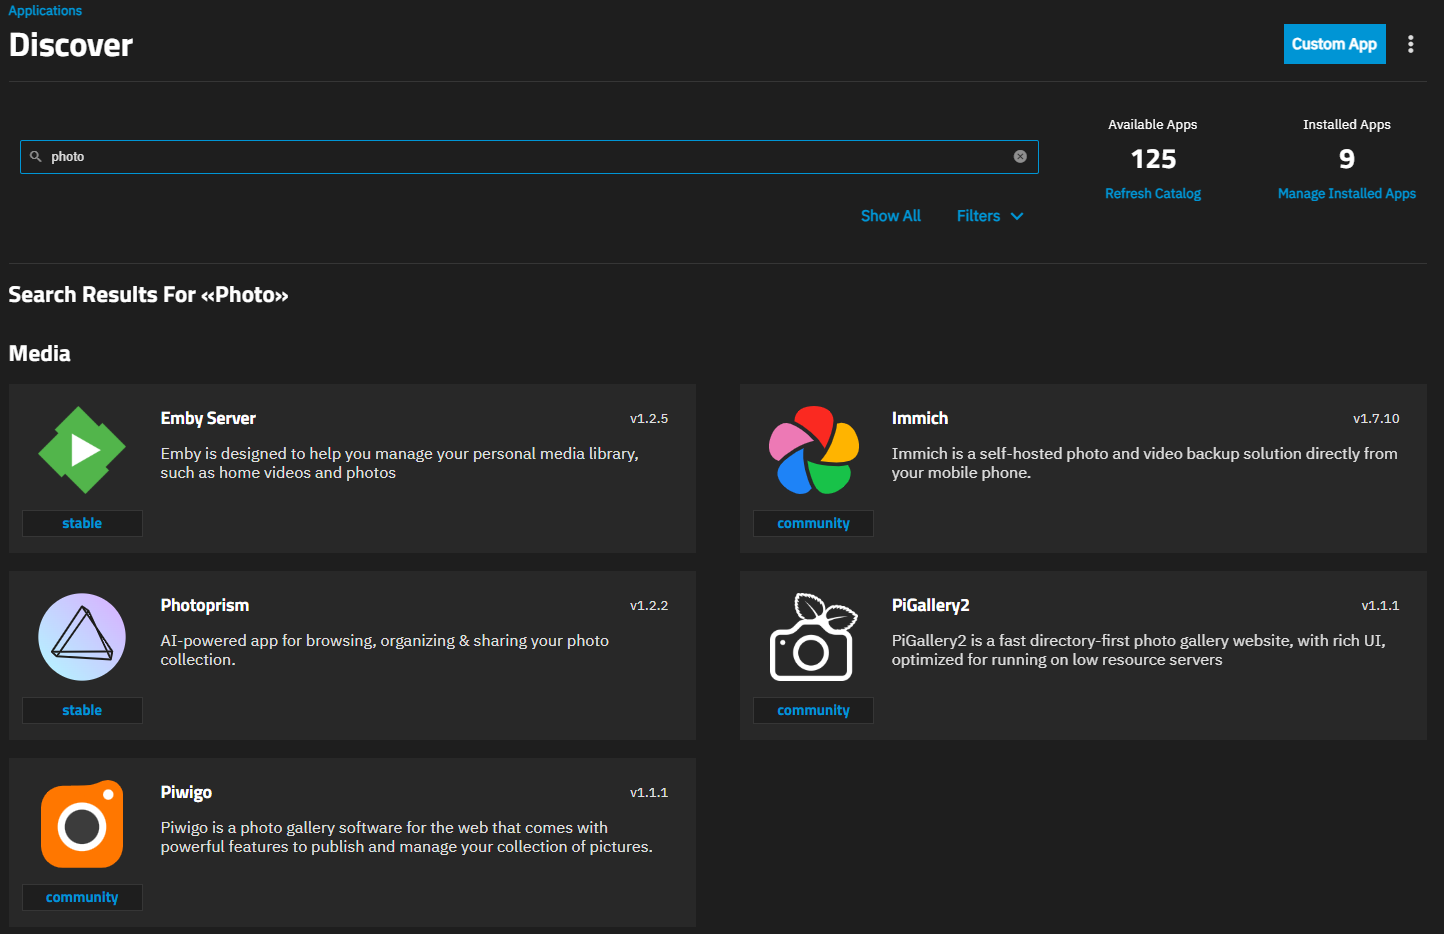 Applications
Discover
Custom App
photo
Available Apps
125
Refresh Catalog
Installed Apps
9
Manage Installed Apps
Show All
Filters
Search Results For «Photo»
Media
Emby Server
v1.2.5
Emby is designed to help you manage your personal media library,
such as home videos and photos
stable
Immich
v1.7.10
Immich is a self-hosted photo and video backup solution directly from
your mobile phone.
community
Photoprism
v1.2.2
AI-powered app for browsing, organizing & sharing your photo
collection.
stable
PiGallery2
v1.1.1
PiGallery2 is a fast directory-first photo gallery website, with rich UI,
optimized for running on low resource servers
community
Piwigo
v1.1.1
Piwigo is a photo gallery software for the web that comes with
powerful features to publish and manage your collection of pictures.
community